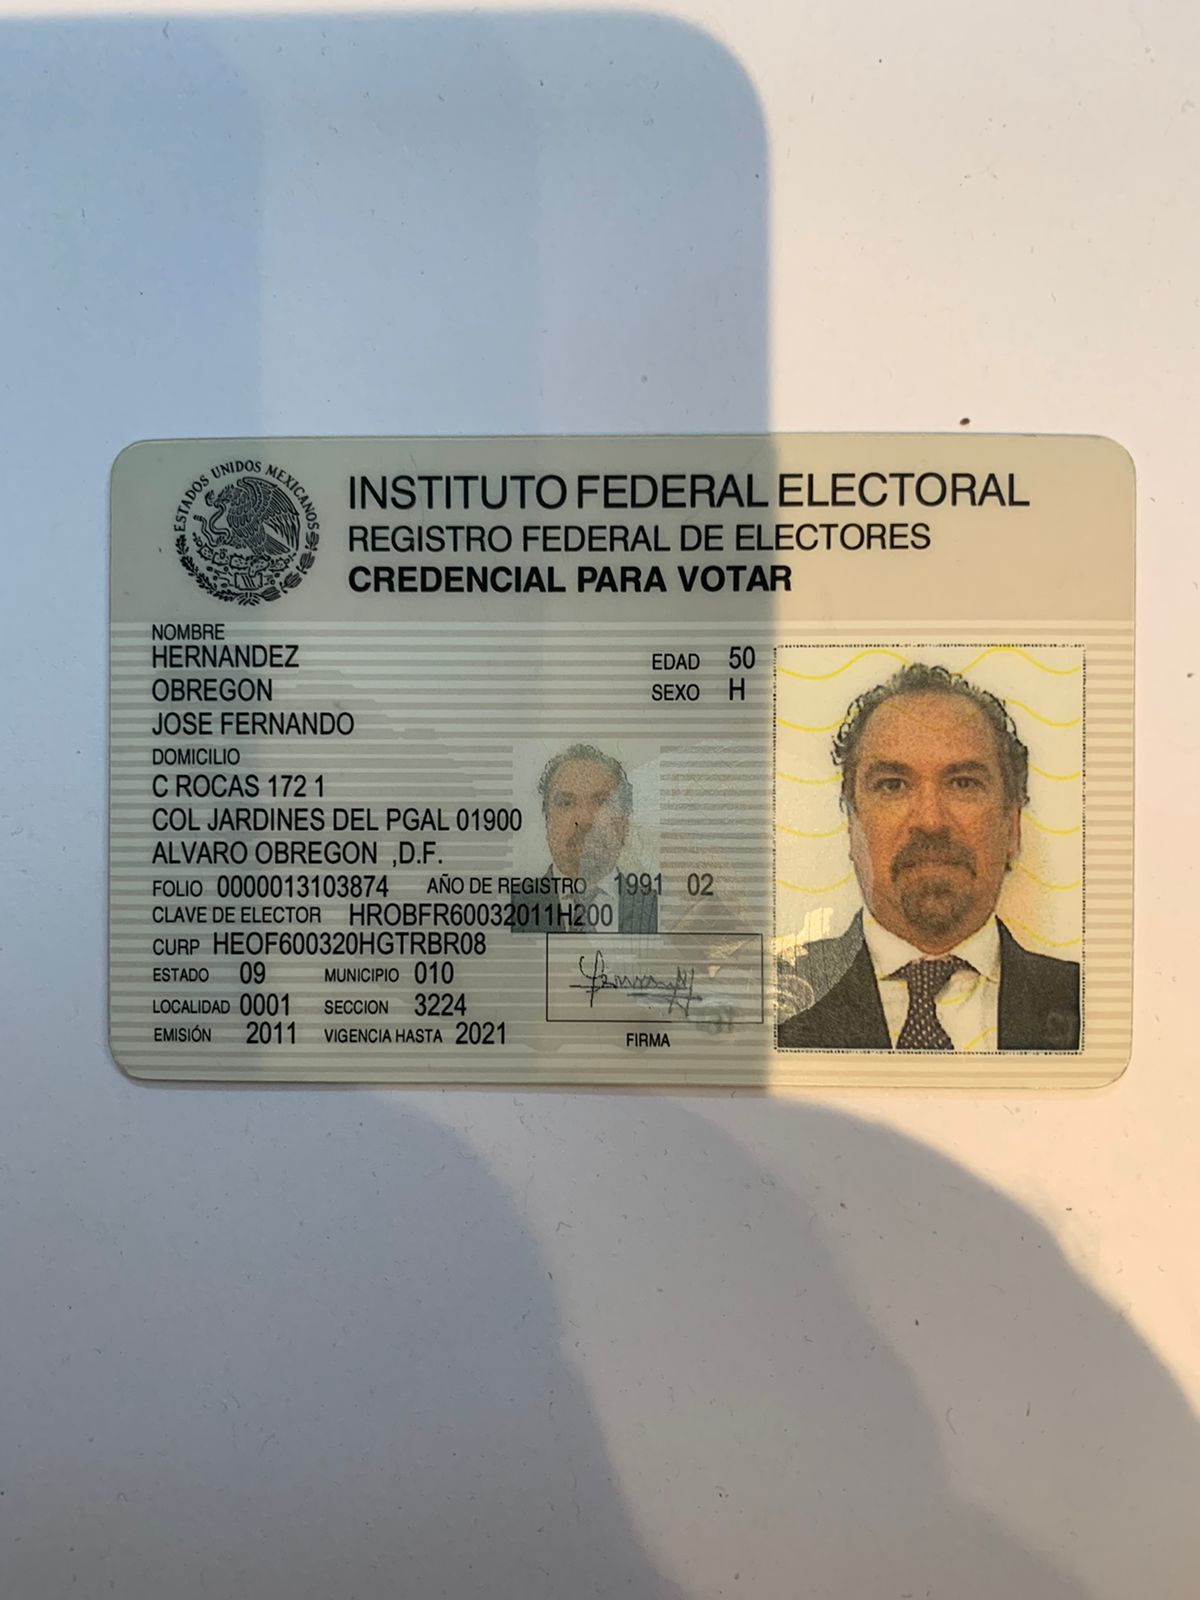 ESTADOS UNIDOS MEXICANOS
INSTITUTO FEDERAL ELECTORAL
REGISTRO FEDERAL DE ELECTORES
CREDENCIAL PARA VOTAR
NOMBRE
HERNANDEZ
OBREGON
JOSE FERNANDO
EDAD 50
SEXO H
DOMICILIO
C ROCAS 172 1
COL JARDINES DEL PGAL 01900
ALVARO OBREGON ,D.F.
FOLIO 0000013103874 AÑO DE REGISTRO 1991 02
CLAVE DE ELECTOR HROBFR60032011H200
CURP HEOF600320HGTRBR08
ESTADO 09 MUNICIPIO 010
LOCALIDAD 0001 SECCION 3224
EMISIÓN 2011 VIGENCIA HASTA 2021
FIRMA